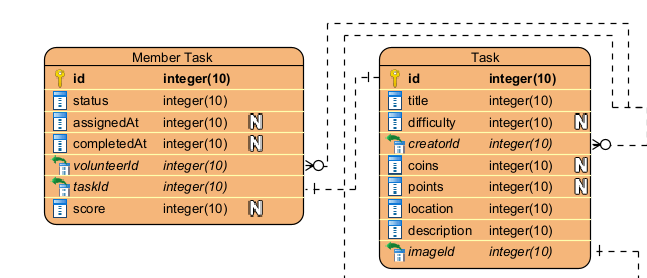 Member Task
id integer(10)
status integer(10)
assignedAt integer(10) N
completedAt integer(10) N
volunteerId integer(10)
taskId integer(10)
score integer(10) N
Task
id integer(10)
title integer(10)
difficulty integer(10) N
creatorId integer(10)
coins integer(10) N
points integer(10) N
location integer(10)
description integer(10)
imageId integer(10)